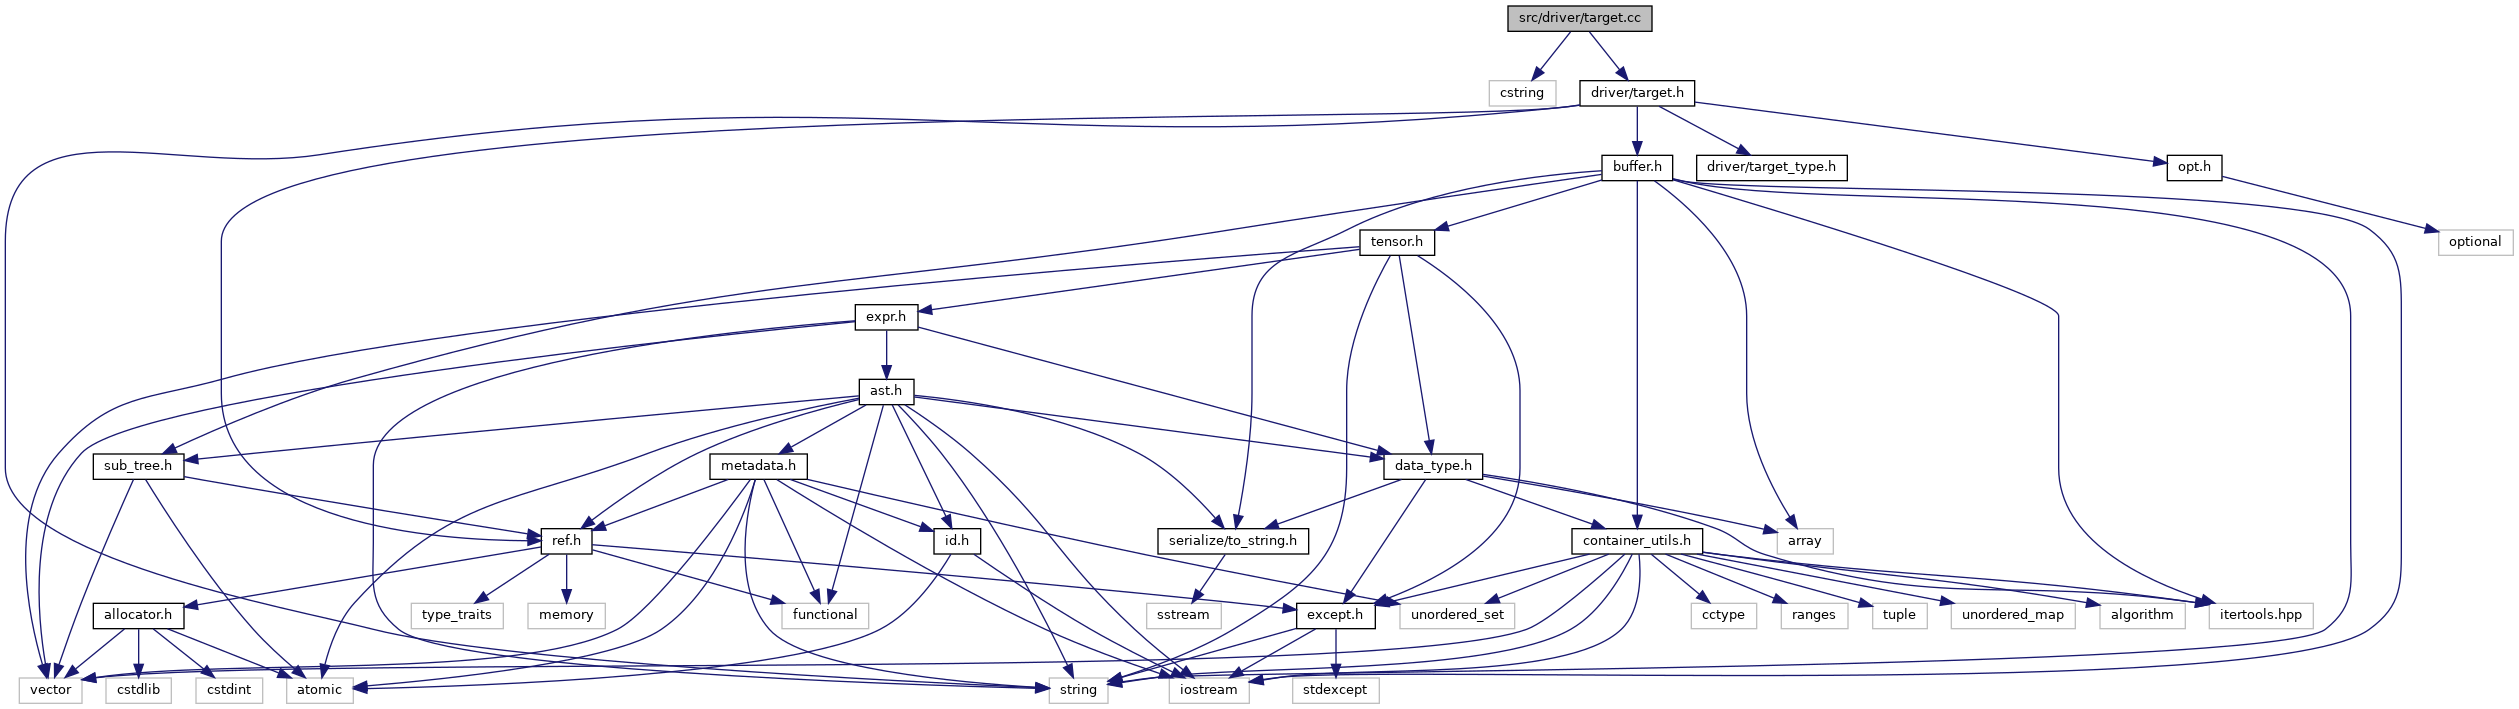 src/driver/target.cc
cstring
driver/target.h
buffer.h
driver/target_type.h
opt.h
tensor.h
optional
expr.h
ast.h
sub_tree.h
metadata.h
data_type.h
ref.h
id.h
serialize/to_string.h
container_utils.h
array
allocator.h
type_traits
memory
functional
sstream
except.h
unordered_set
cctype
ranges
tuple
unordered_map
algorithm
itertools.hpp
vector
cstdlib
cstdint
atomic
string
iostream
stdexcept